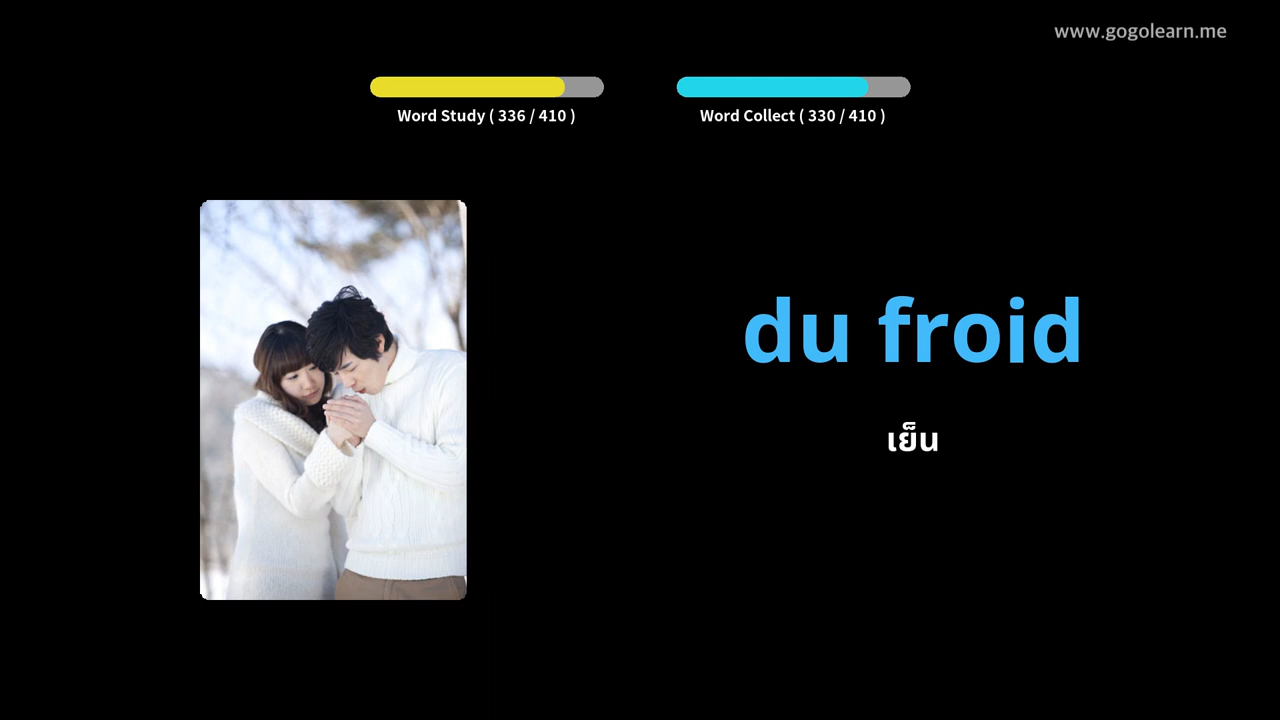 www.gogolearn.me
Word Study ( 336 / 410 )
Word Collect ( 330 / 410 )
du froid
เย็น